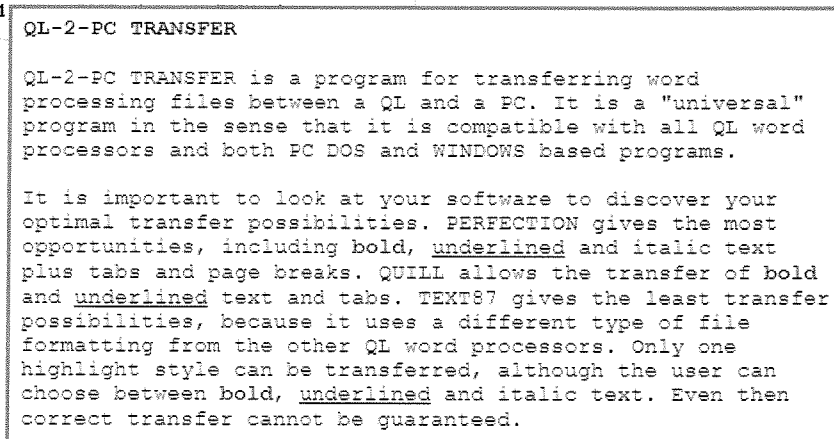 1
QL-2-PC TRANSFER
QL-2-PC TRANSFER is a program for transferring word
processing files between a QL and a PC. It is a "universal"
program in the sense that it is compatible with all QL word
processors and both PC DOS and WINDOWS based programs.
It is important to look at your software to discover your
optimal transfer possibilities. PERFECTION gives the most
opportunities, including bold, underlined and italic text
plus tabs and page breaks. QUILL allows the transfer of bold
and underlined text and tabs. TEXT87 gives the least transfer
possibilities, because it uses a different type of file
formatting from the other QL word processors. Only one
highlight style can be transferred, although the user can
choose between bold, underlined and italic text. Even then
correct transfer cannot be guaranteed.